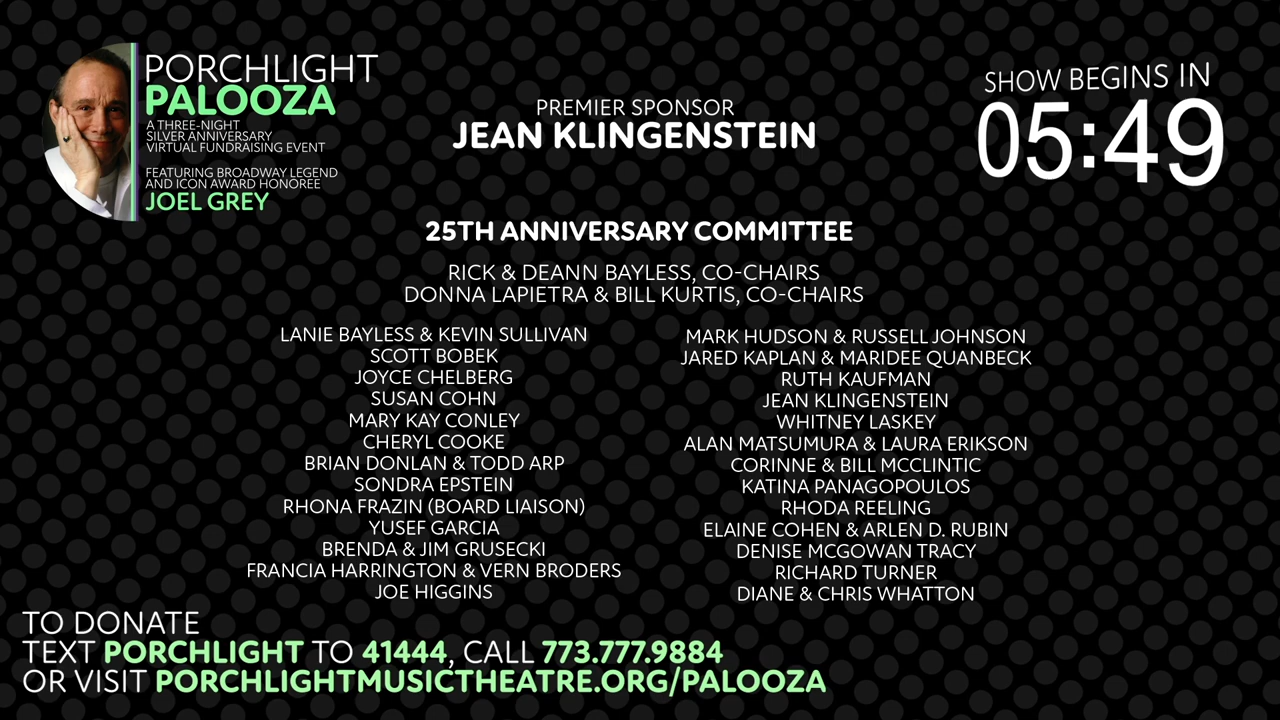 PORCHLIGHT
PALOOZA
A THREE-NIGHT
SILVER ANNIVERSARY
VIRTUAL FUNDRAISING EVENT
FEATURING BROADWAY LEGEND
AND ICON AWARD HONOREE
JOEL GREY
PREMIER SPONSOR
JEAN KLINGENSTEIN
SHOW BEGINS IN
05:49
25TH ANNIVERSARY COMMITTEE
RICK & DEANN BAYLESS, CO-CHAIRS
DONNA LAPIETRA & BILL KURTIS, CO-CHAIRS
LANIE BAYLESS & KEVIN SULLIVAN
SCOTT BOBEK
JOYCE CHELBERG
SUSAN COHN
MARY KAY CONLEY
CHERYL COOKE
BRIAN DONLAN & TODD ARP
SONDRA EPSTEIN
RHONA FRAZIN (BOARD LIAISON)
YUSEF GARCIA
BRENDA & JIM GRUSECKI
FRANCIA HARRINGTON & VERN BRODERS
JOE HIGGINS
MARK HUDSON & RUSSELL JOHNSON
JARED KAPLAN & MARIDEE QUANBECK
RUTH KAUFMAN
JEAN KLINGENSTEIN
WHITNEY LASKEY
ALAN MATSUMURA & LAURA ERIKSON
CORINNE & BILL MCCLINTIC
KATINA PANAGOPOULOS
RHODA REELING
ELAINE COHEN & ARLEN D. RUBIN
DENISE MCGOWAN TRACY
RICHARD TURNER
DIANE & CHRIS WHATTON
TO DONATE
TEXT PORCHLIGHT TO 41444, CALL 773.777.9884
OR VISIT PORCHLIGHTMUSICTHEATRE.ORG/PALOOZA